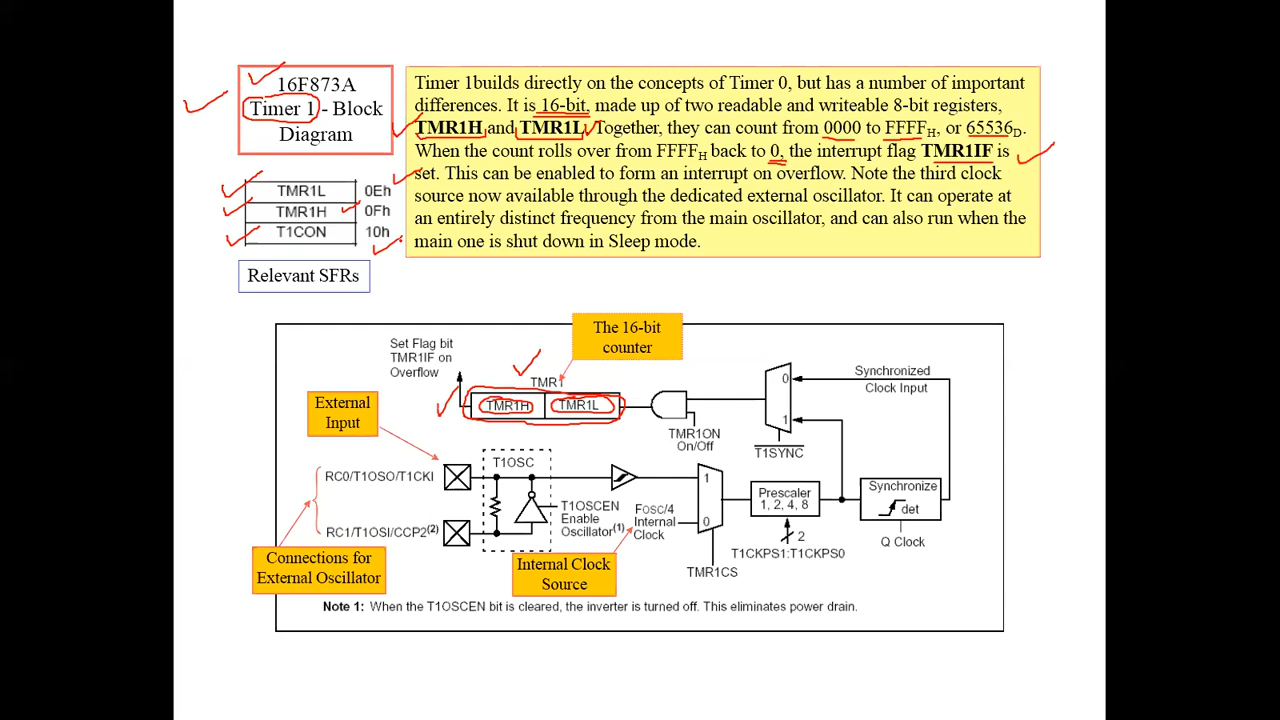 16F873A
Timer 1 - Block
Diagram
Timer 1builds directly on the concepts of Timer 0, but has a number of important
differences. It is 16-bit, made up of two readable and writeable 8-bit registers,
TMR1H and TMR1L. Together, they can count from 0000 to FFFFH, or 65536D.
When the count rolls over from FFFFH back to 0, the interrupt flag TMR1IF is
set. This can be enabled to form an interrupt on overflow. Note the third clock
source now available through the dedicated external oscillator. It can operate at
an entirely distinct frequency from the main oscillator, and can also run when the
main one is shut down in Sleep mode.
TMR1L 0Eh
TMR1H 0Fh
T1CON 10h
Relevant SFRs
The 16-bit
counter
Set Flag bit
TMR1IF on
Overflow
TMR1
TMR1H TMR1L
TMR1ON
On/Off
0
1
T1SYNC
Synchronized
Clock Input
External
Input
RC0/T1OSO/T1CKI
RC1/T1OSI/CCP2(2)
T1OSC
T1OSCEN
Enable
Oscillator(1)
FOSC/4
Internal
Clock
1
0
TMR1CS
Prescaler
1, 2, 4, 8
2
T1CKPS1:T1CKPS0
Synchronize
det
Q Clock
Connections for
External Oscillator
Internal Clock
Source
Note 1: When the T1OSCEN bit is cleared, the inverter is turned off. This eliminates power drain.